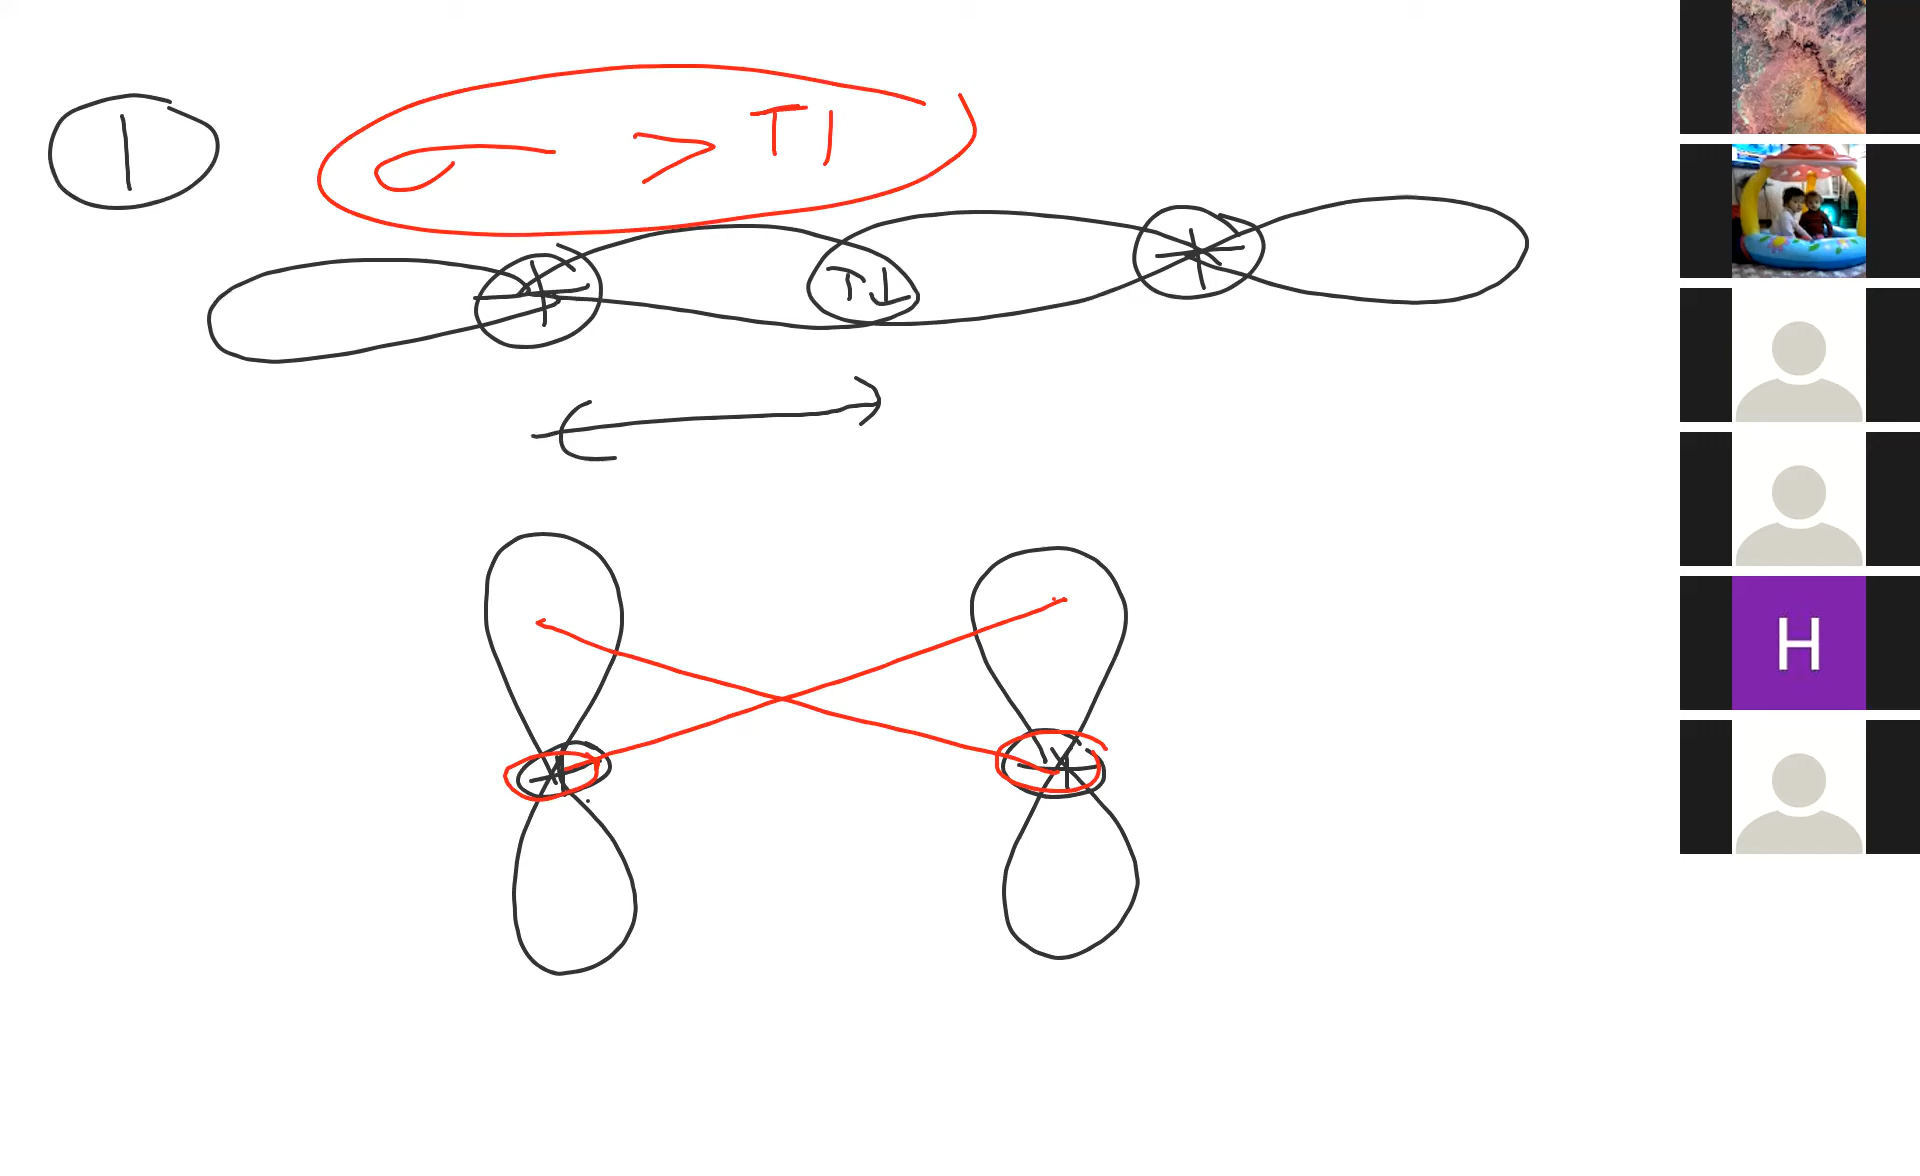 1
σ > π
+ ↑↓ +
+ +
H